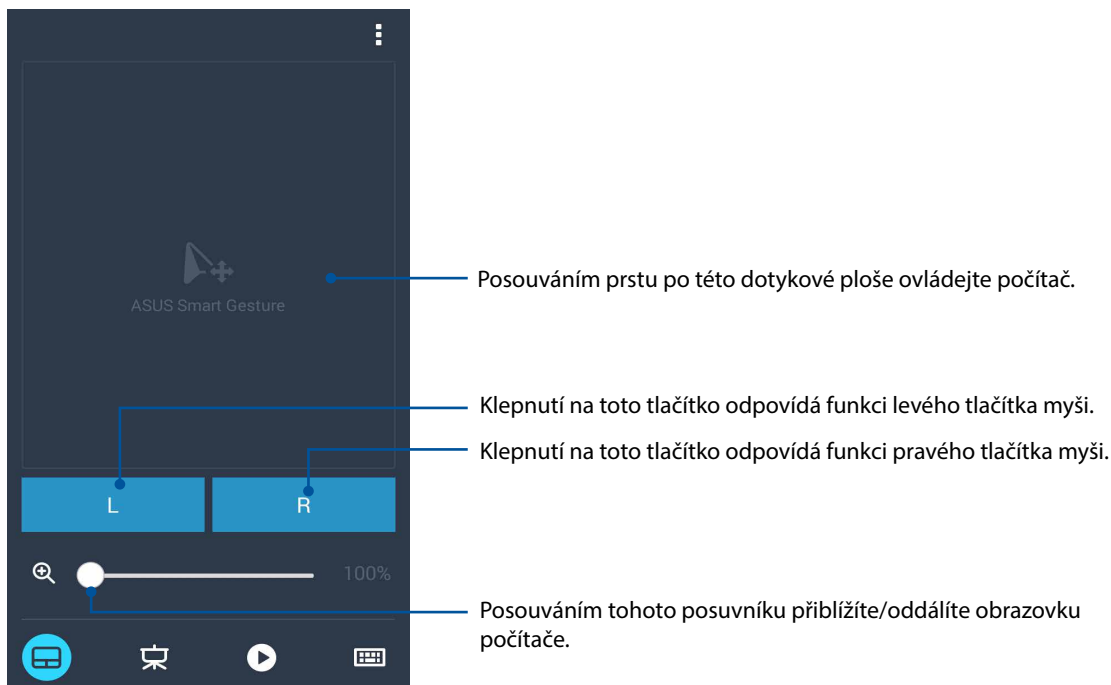 ASUS Smart Gesture
Posouváním prstu po této dotykové ploše ovládejte počítač.
Klepnutí na toto tlačítko odpovídá funkci levého tlačítka myši.
Klepnutí na toto tlačítko odpovídá funkci pravého tlačítka myši.
L
R
100%
Posouváním tohoto posuvníku přiblížíte/oddálíte obrazovku
počítače.